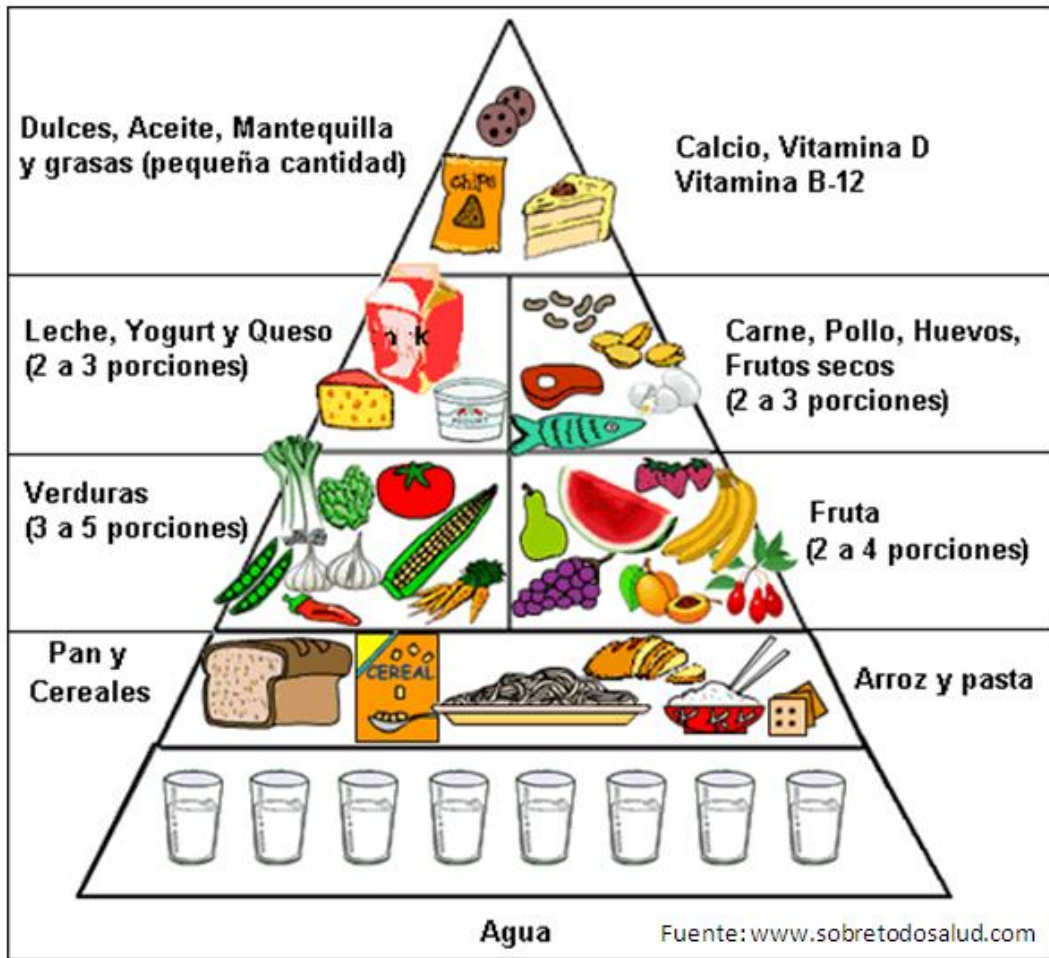 Dulces, Aceite, Mantequilla
y grasas (pequeña cantidad)
Calcio, Vitamina D
Vitamina B-12
chips
Leche, Yogurt y Queso
(2 a 3 porciones)
Carne, Pollo, Huevos,
Frutos secos
(2 a 3 porciones)
YOGURT
Verduras
(3 a 5 porciones)
Fruta
(2 a 4 porciones)
Pan y
Cereales
CEREAL
Arroz y pasta
Agua
Fuente: www.sobretodosalud.com